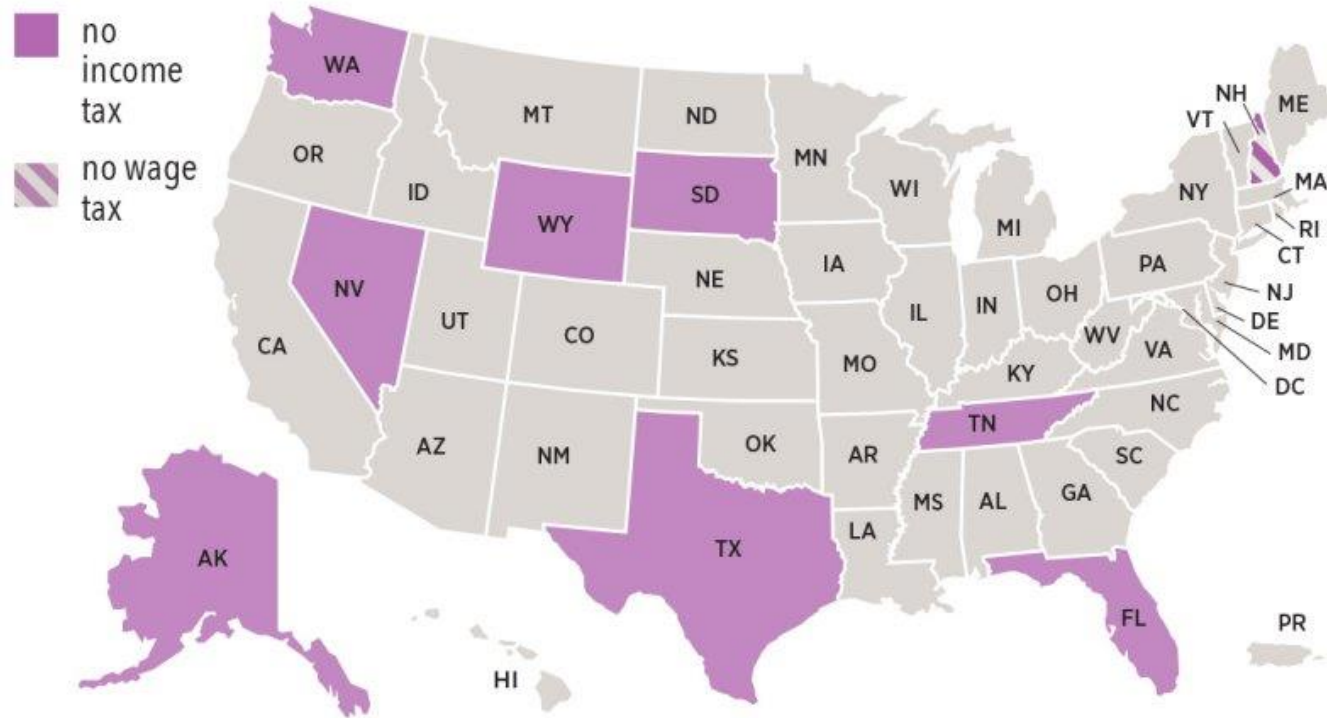 no
income
tax
no wage
tax
WA
MT
ND
MN
OR
ID
WY
SD
WI
MI
NH
VT
ME
NY
MA
RI
CT
NV
UT
CO
NE
IA
IL
IN
OH
PA
NJ
DE
MD
DC
CA
KS
MO
KY
WV
VA
AZ
NM
OK
AR
TN
NC
SC
MS
AL
GA
LA
TX
FL
AK
HI
PR